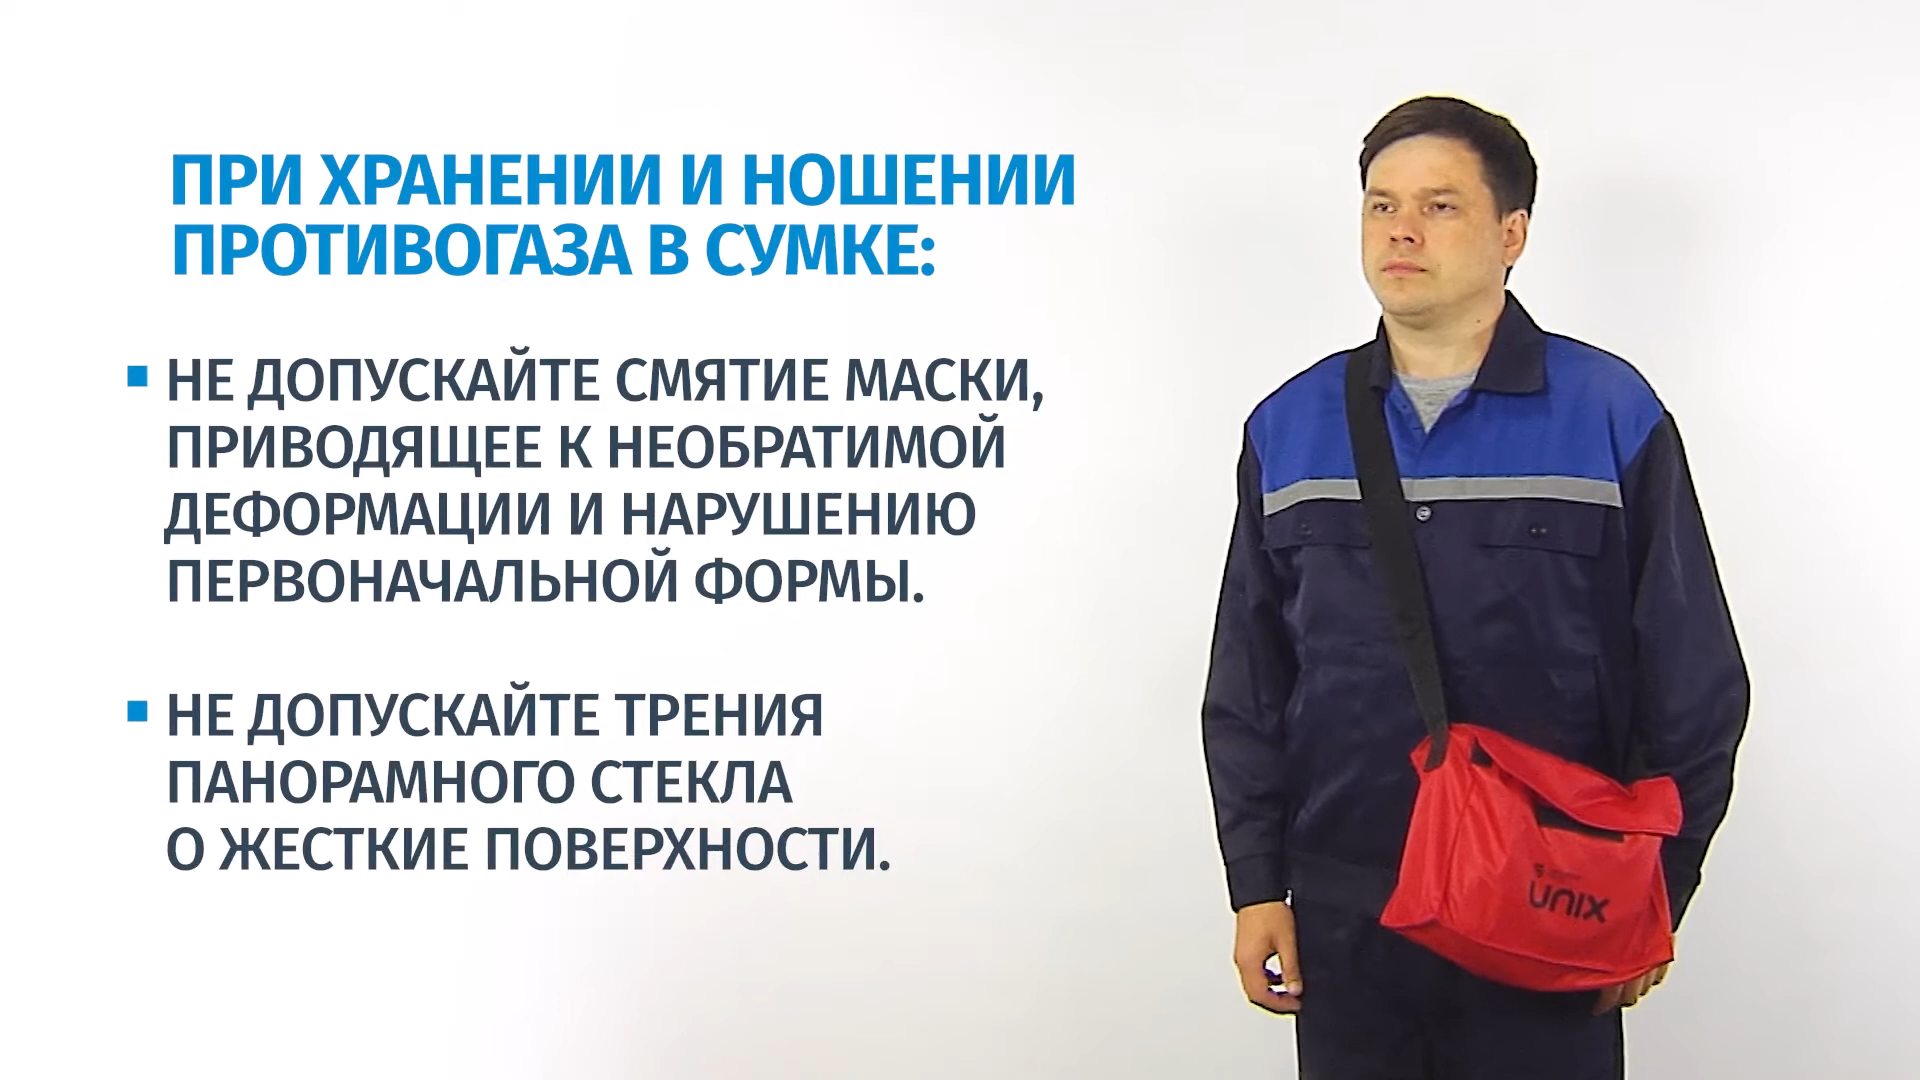 ПРИ ХРАНЕНИИ И НОШЕНИИ
ПРОТИВОГАЗА В СУМКЕ:
НЕ ДОПУСКАЙТЕ СМЯТИЕ МАСКИ,
ПРИВОДЯЩЕЕ К НЕОБРАТИМОЙ
ДЕФОРМАЦИИ И НАРУШЕНИЮ
ПЕРВОНАЧАЛЬНОЙ ФОРМЫ.
НЕ ДОПУСКАЙТЕ ТРЕНИЯ
ПАНОРАМНОГО СТЕКЛА
О ЖЕСТКИЕ ПОВЕРХНОСТИ.
UNIX